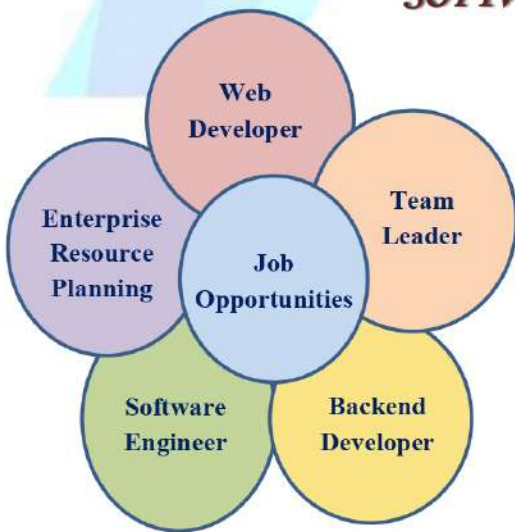 Web
Developer
Team
Leader
Enterprise
Resource
Planning
Job
Opportunities
Software
Engineer
Backend
Developer